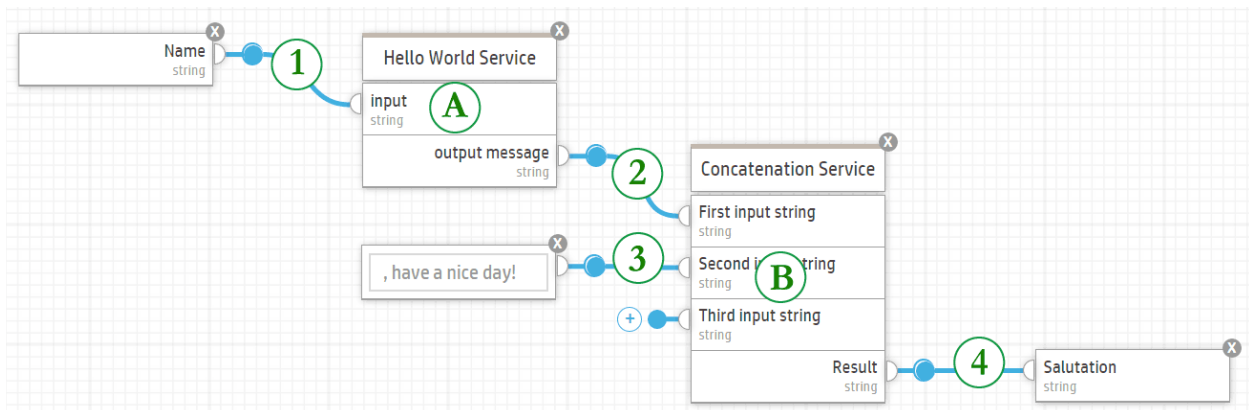 X
Name
string
1
X
Hello World Service
input
string
A
output message
string
2
X
Concatenation Service
First input string
string
X
, have a nice day!
3
Second i
tring
string
B
+
Third input string
string
Result
string
4
X
Salutation
string